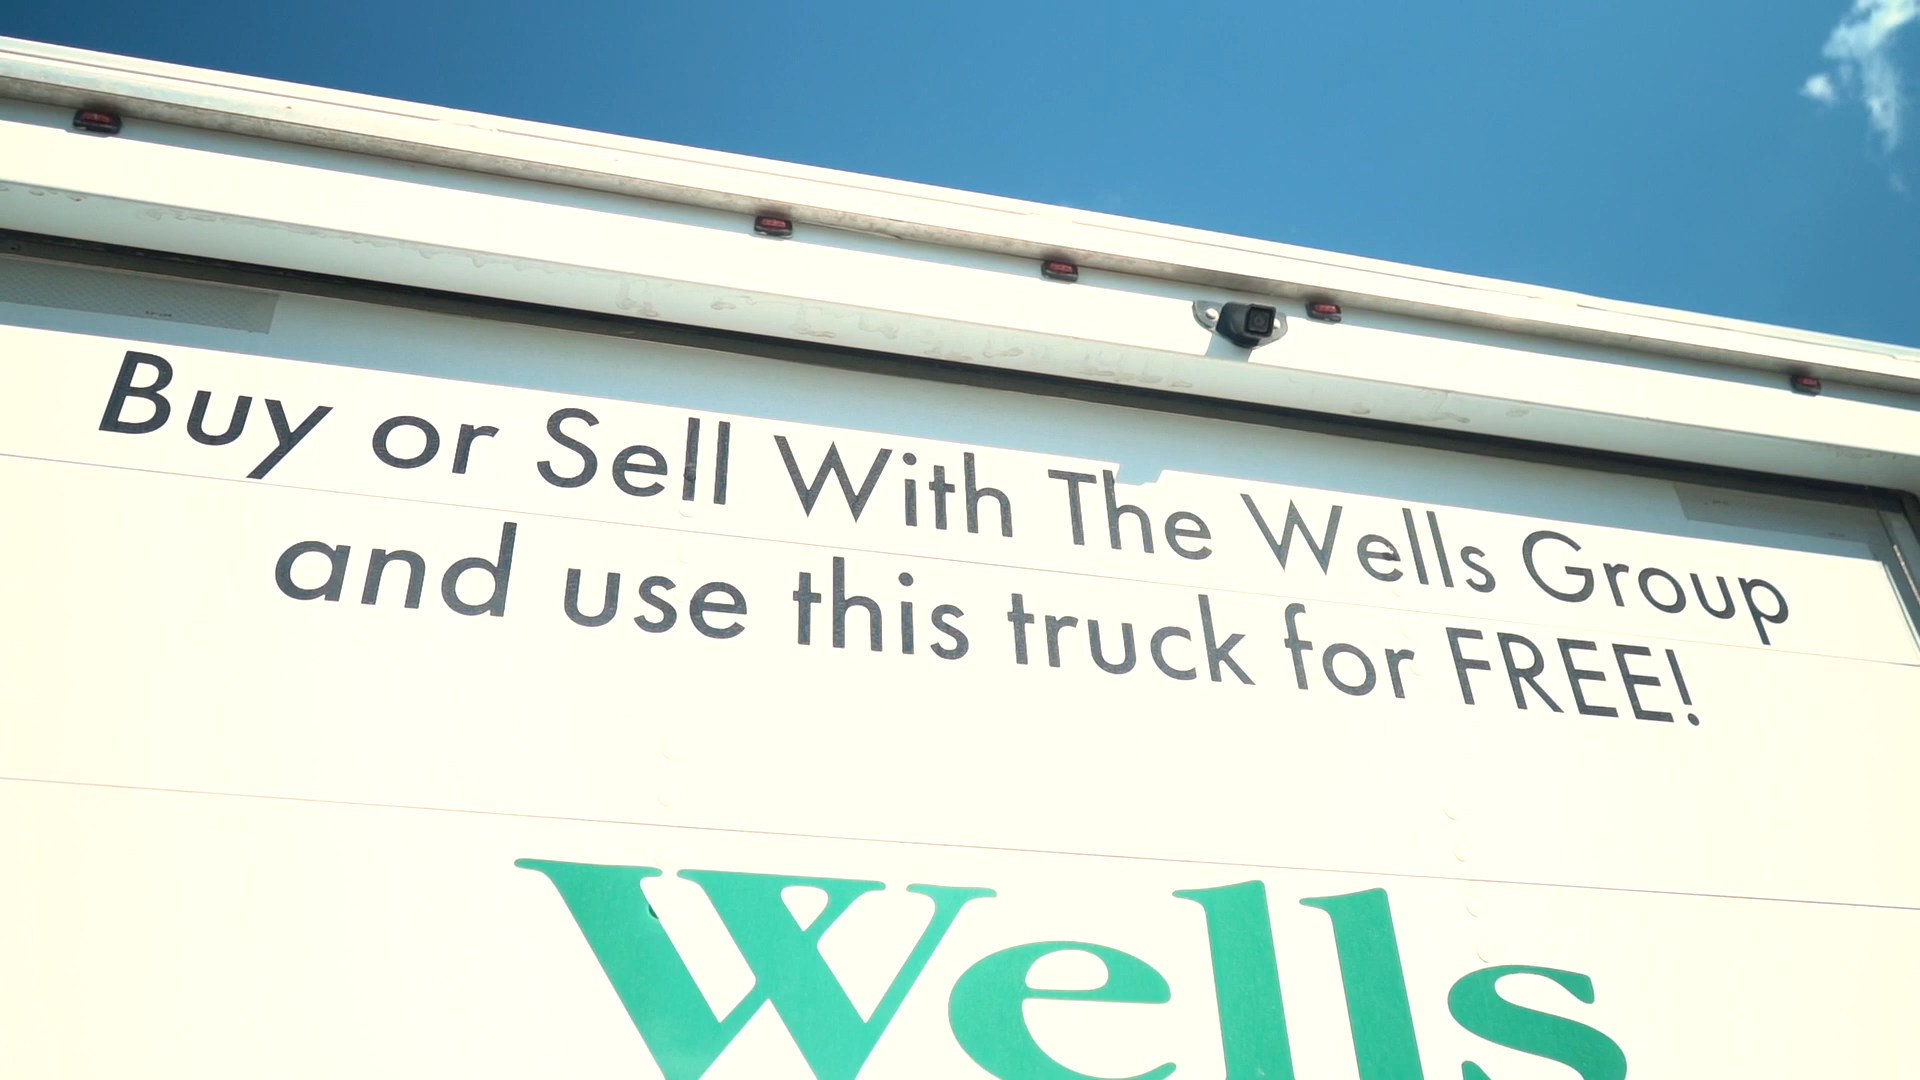 Buy or Sell With The Wells Group
and use this truck for FREE!
Wells